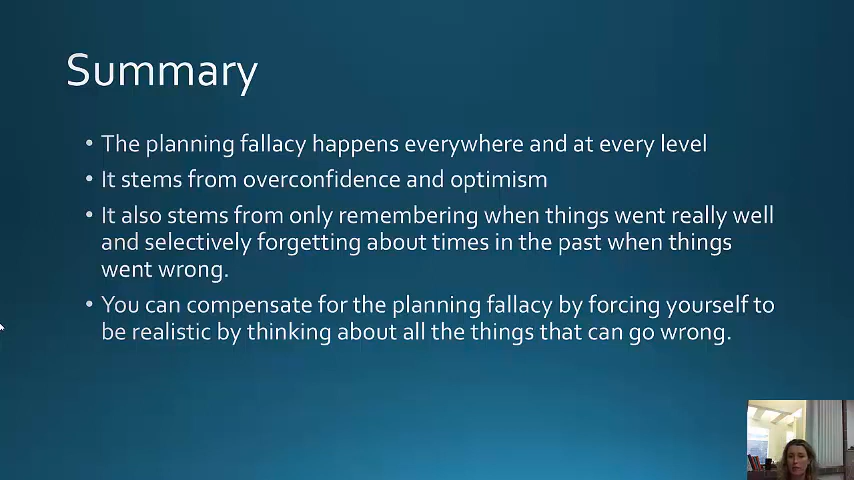 Summary
• The planning fallacy happens everywhere and at every level
• It stems from overconfidence and optimism
• It also stems from only remembering when things went really well
and selectively forgetting about times in the past when things
went wrong.
• You can compensate for the planning fallacy by forcing yourself to
be realistic by thinking about all the things that can go wrong.